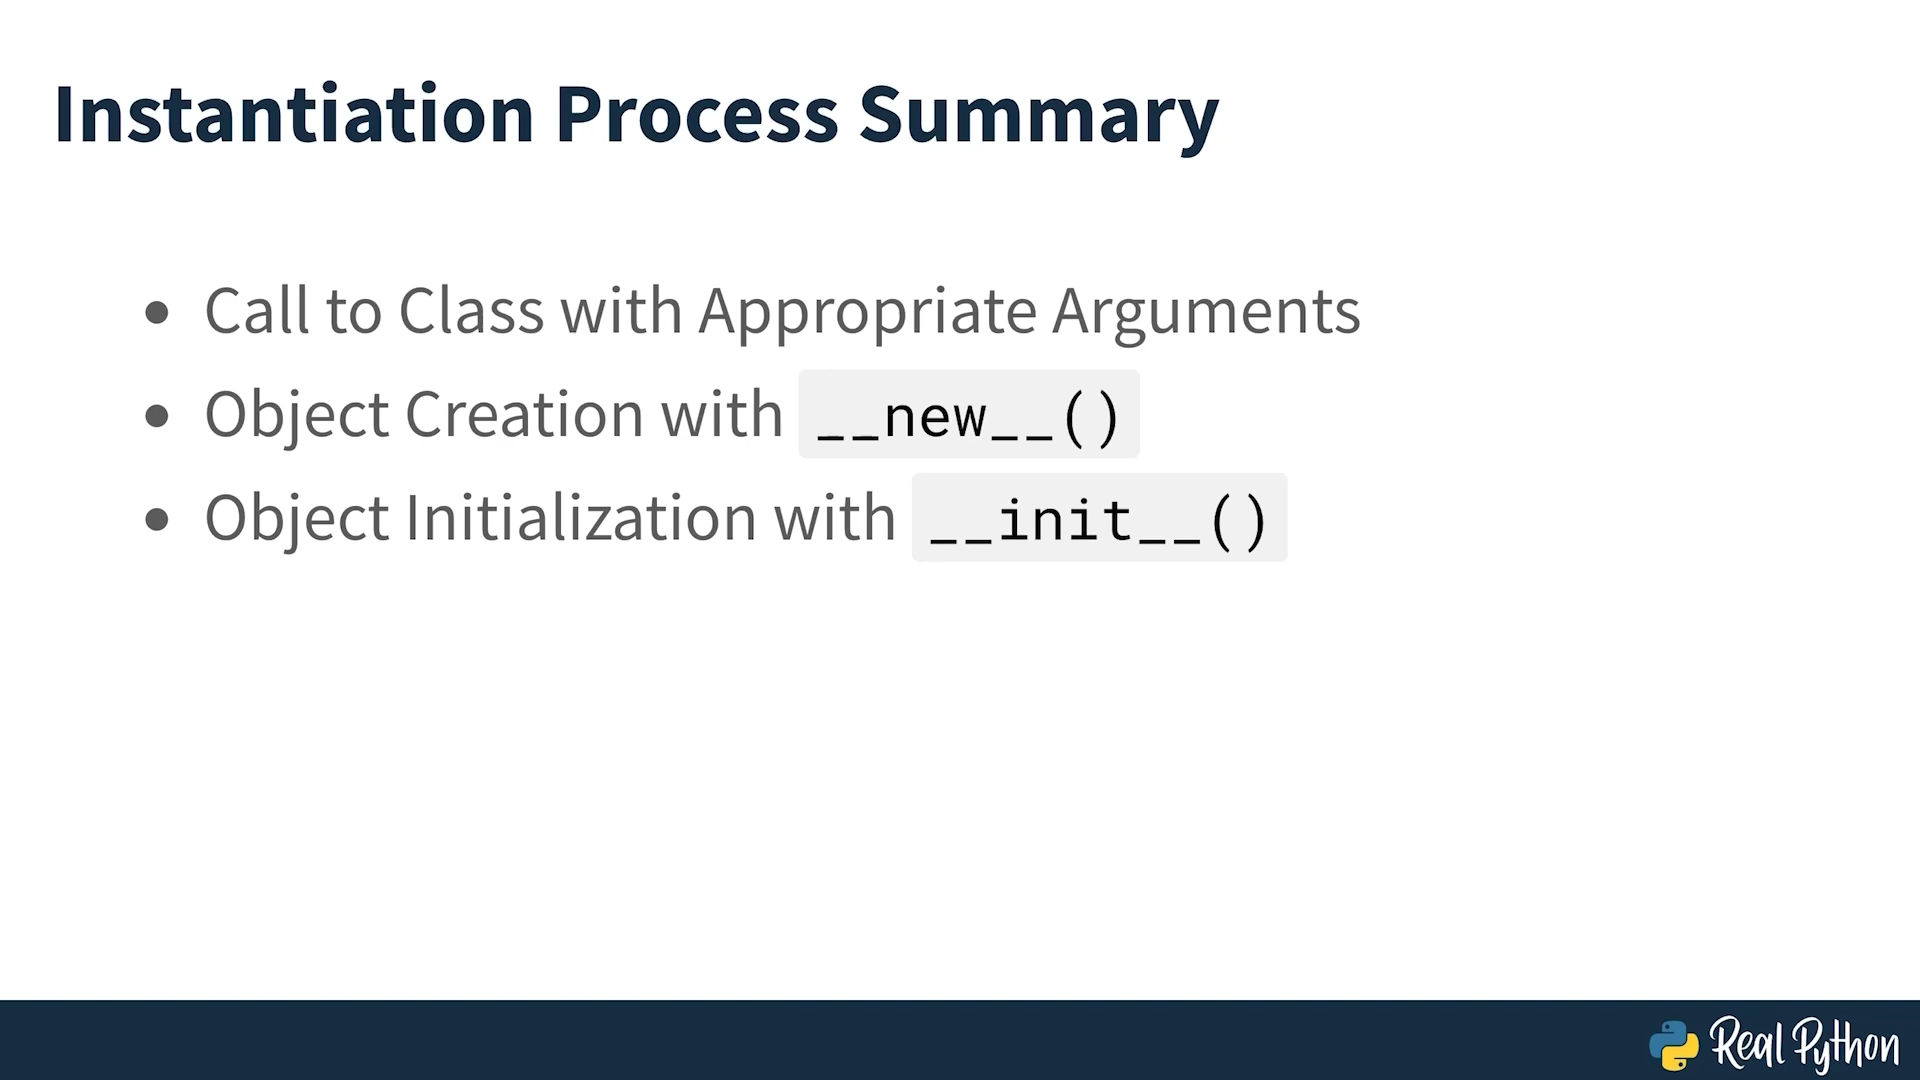 Instantiation Process Summary
• Call to Class with Appropriate Arguments
• Object Creation with __new__()
• Object Initialization with __init__()
Real Python